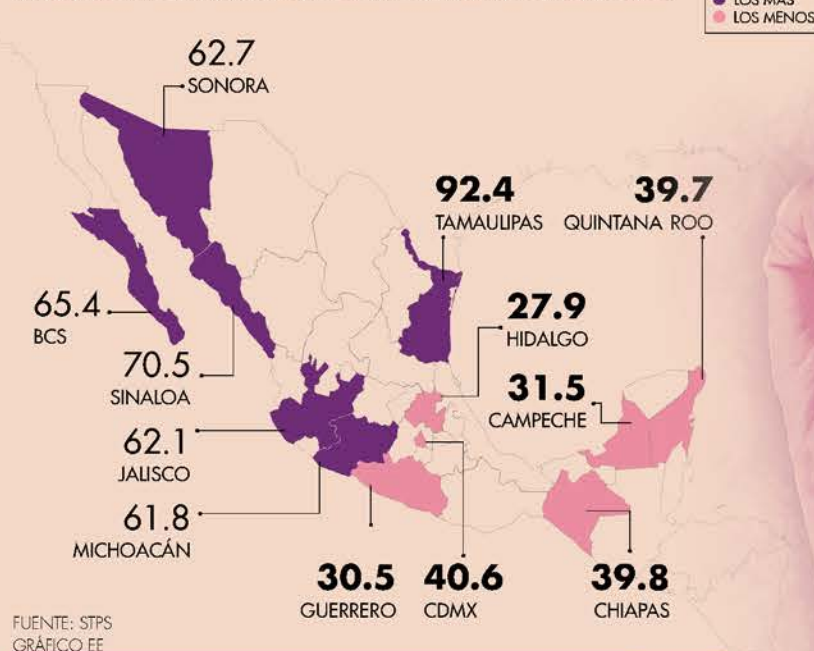 LOS MÁS
LOS MENOS
62.7
SONORA
92.4
TAMAULIPAS
39.7
QUINTANA ROO
65.4
BCS
27.9
HIDALGO
70.5
SINALOA
31.5
CAMPECHE
62.1
JALISCO
61.8
MICHOACÁN
30.5
GUERRERO
40.6
CDMX
39.8
CHIAPAS
FUENTE: STPS
GRÁFICO EE